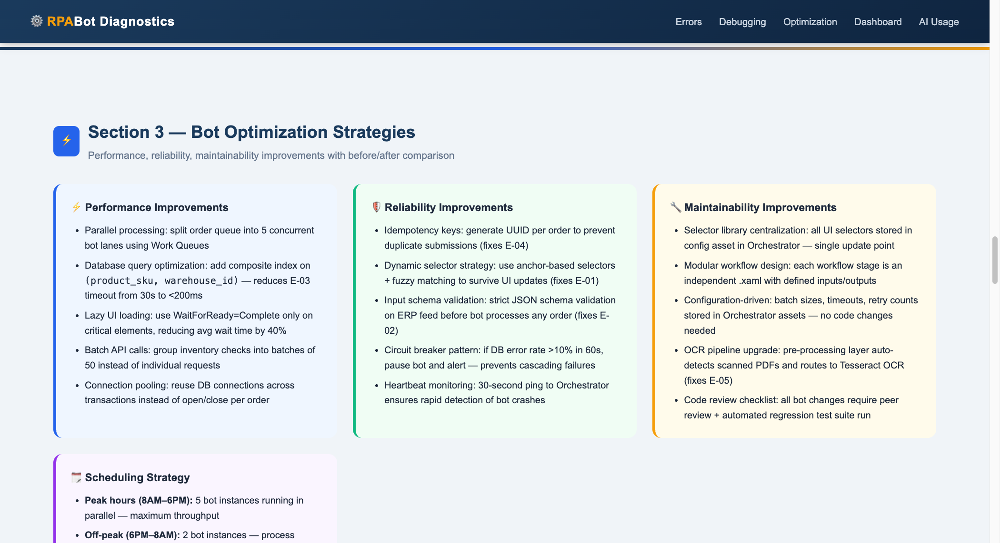 RPABot Diagnostics
Errors Debugging Optimization Dashboard AI Usage
Section 3 — Bot Optimization Strategies
Performance, reliability, maintainability improvements with before/after comparison
Performance Improvements
• Parallel processing: split order queue into 5 concurrent
bot lanes using Work Queues
• Database query optimization: add composite index on
(product_sku, warehouse_id) — reduces E-03
timeout from 30s to <200ms
• Lazy UI loading: use WaitForReady=Complete only on
critical elements, reducing avg wait time by 40%
• Batch API calls: group inventory checks into batches of
50 instead of individual requests
• Connection pooling: reuse DB connections across
transactions instead of open/close per order
Reliability Improvements
• Idempotency keys: generate UUID per order to prevent
duplicate submissions (fixes E-04)
• Dynamic selector strategy: use anchor-based selectors
+ fuzzy matching to survive UI updates (fixes E-01)
• Input schema validation: strict JSON schema validation
on ERP feed before bot processes any order (fixes E-
02)
• Circuit breaker pattern: if DB error rate >10% in 60s,
pause bot and alert — prevents cascading failures
• Heartbeat monitoring: 30-second ping to Orchestrator
ensures rapid detection of bot crashes
Maintainability Improvements
• Selector library centralization: all UI selectors stored in
config asset in Orchestrator — single update point
• Modular workflow design: each workflow stage is an
independent .xaml with defined inputs/outputs
• Configuration-driven: batch sizes, timeouts, retry counts
stored in Orchestrator assets — no code changes
needed
• OCR pipeline upgrade: pre-processing layer auto-
detects scanned PDFs and routes to Tesseract OCR
(fixes E-05)
• Code review checklist: all bot changes require peer
review + automated regression test suite run
Scheduling Strategy
• Peak hours (8AM–6PM): 5 bot instances running in
parallel — maximum throughput
• Off-peak (6PM–8AM): 2 bot instances — process